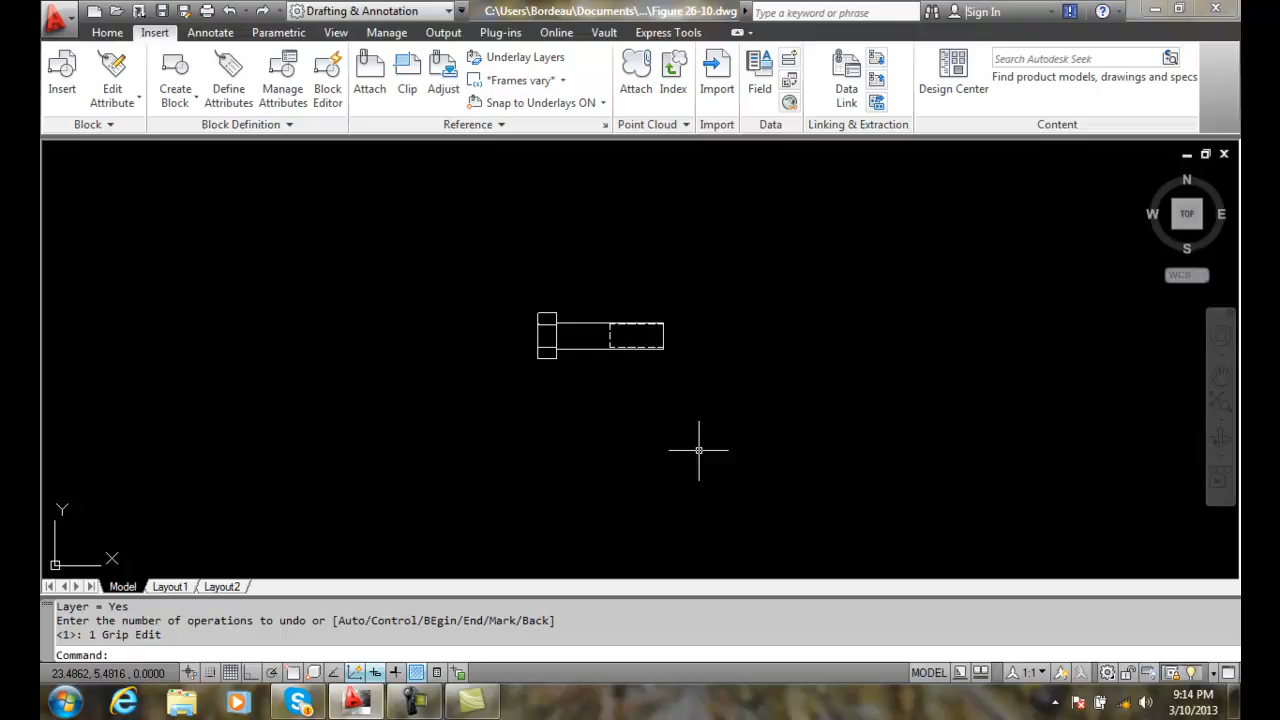 Drafting & Annotation
C:\Users\Bordeau\Documents\...\Figure 26-10.dwg
Type a keyword or phrase
Sign In
Home Insert Annotate Parametric View Manage Output Plug-ins Online Vault Express Tools
Insert
Edit
Attribute
Create
Block
Define
Attributes
Manage
Attributes
Block
Editor
Attach
Clip
Adjust
Underlay Layers
*Frames vary*
Snap to Underlays ON
Attach
Index
Import
Field
Data
Link
Design Center
Search Autodesk Seek
Find product models, drawings and specs
Block
Block Definition
Reference
Point Cloud
Import
Data
Linking & Extraction
Content
N
W
TOP
E
S
WCS
Y
X
Model Layout1 Layout2
Layer = Yes
Enter the number of operations to undo or [Auto/Control/BEgin/End/Mark/Back]
<1>: 1 Grip Edit
Command:
23.4862, 5.4816, 0.0000
MODEL
1:1
9:14 PM
3/10/2013